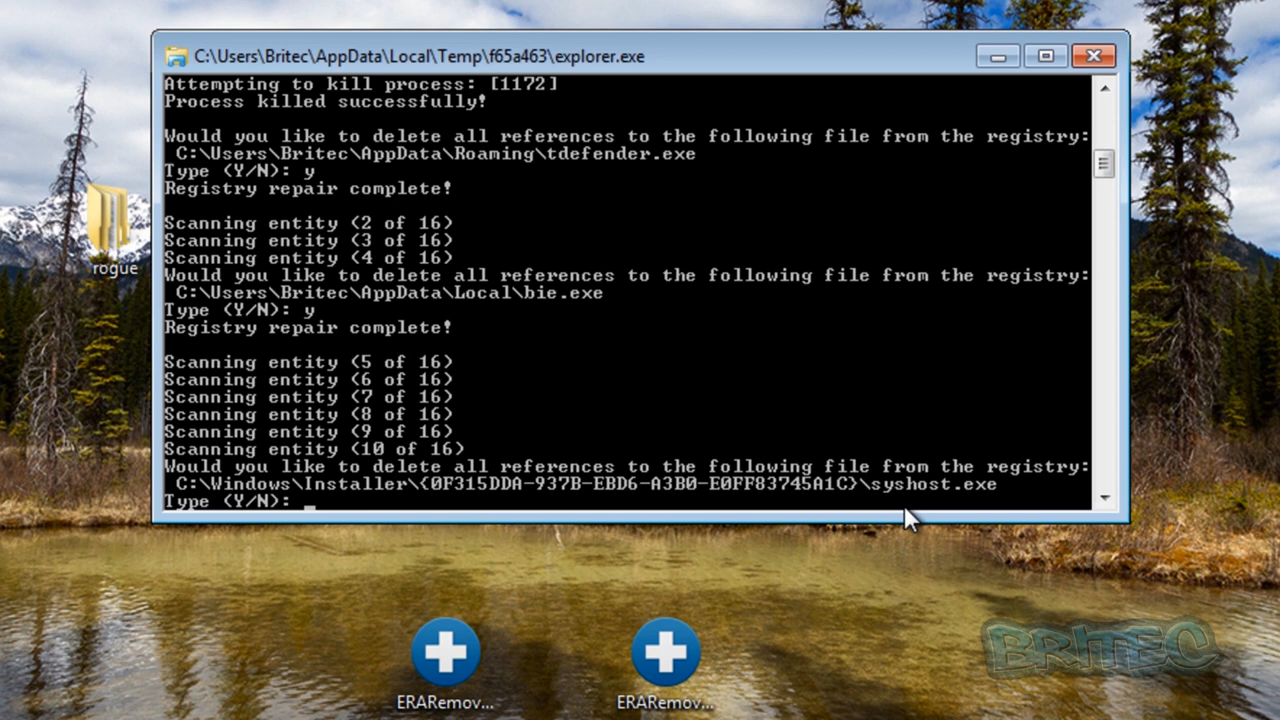 C:\Users\Britec\AppData\Local\Temp\f65a463\explorer.exe
Attempting to kill process: [1172]
Process killed successfully!
Would you like to delete all references to the following file from the registry:
C:\Users\Britec\AppData\Roaming\tdefender.exe
Type (Y/N): y
Registry repair complete!
Scanning entity (2 of 16)
Scanning entity (3 of 16)
Scanning entity (4 of 16)
Would you like to delete all references to the following file from the registry:
C:\Users\Britec\AppData\Local\bie.exe
Type (Y/N): y
Registry repair complete!
Scanning entity (5 of 16)
Scanning entity (6 of 16)
Scanning entity (7 of 16)
Scanning entity (8 of 16)
Scanning entity (9 of 16)
Scanning entity (10 of 16)
Would you like to delete all references to the following file from the registry:
C:\Windows\Installer\{0F315DDA-937B-EBD6-A3B0-E0FF83745A1C}\syshost.exe
Type (Y/N): _
rogue
ERARemov...
ERARemov...
BRITEC